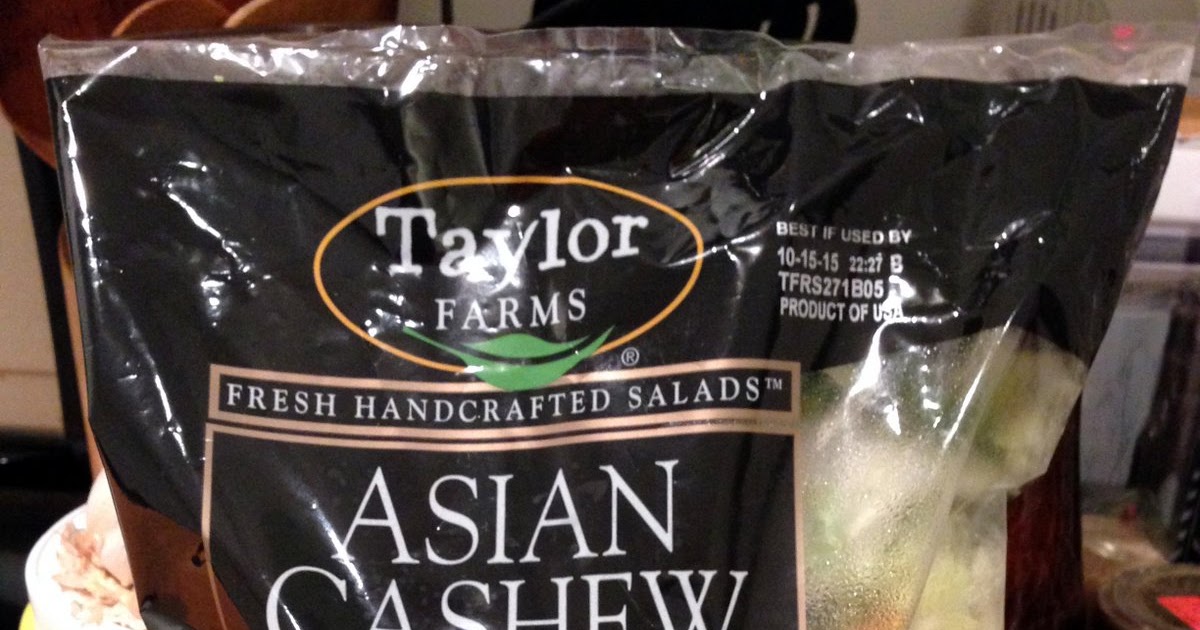 Taylor
FARMS
®
FRESH HANDCRAFTED SALADS™
ASIAN
CASHEW
BEST IF USED BY
10-15-15 22:27 B
TFRS271B05
PRODUCT OF USA